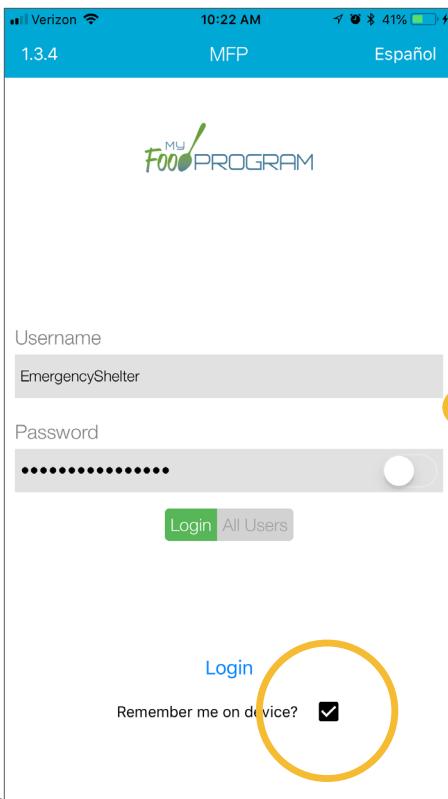 Verizon 10:22 AM 41%
1.3.4 MFP Español
MY
FOOD PROGRAM
Username
EmergencyShelter
Password
••••••••••••••••
Login All Users
Login
Remember me on device?